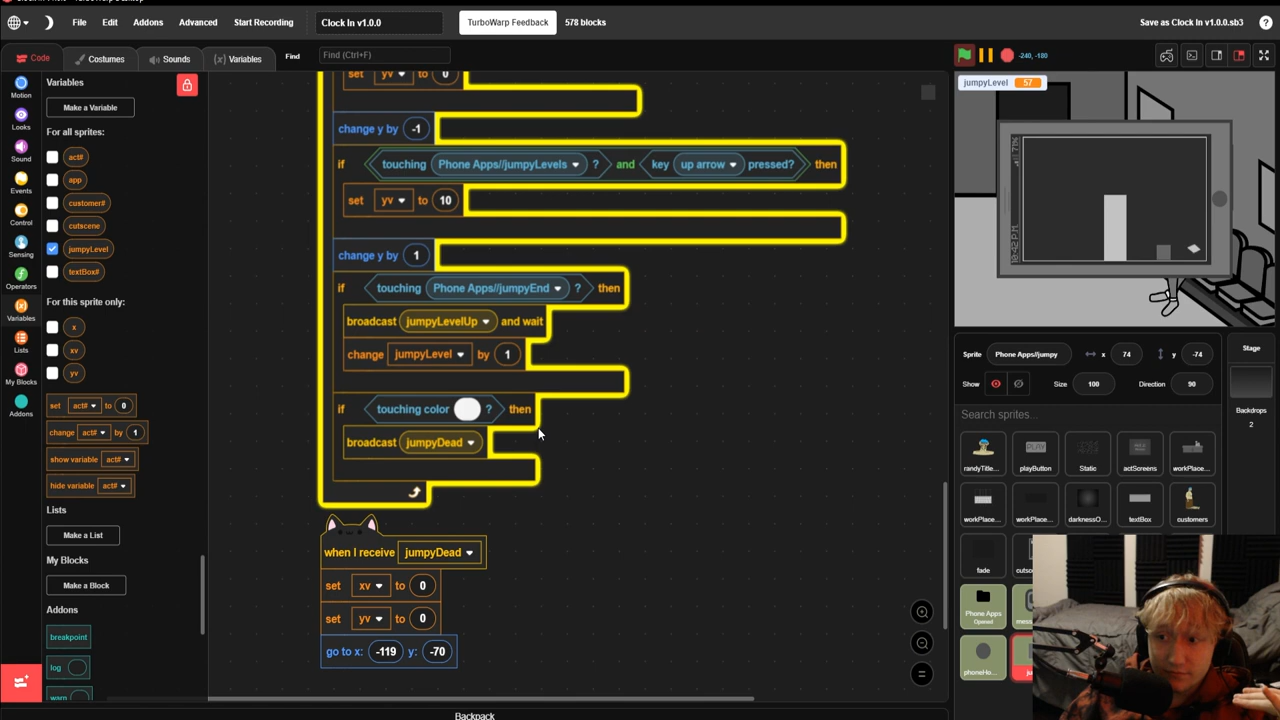 File
Edit
Addons
Advanced
Start Recording
Clock In v1.0.0
TurboWarp Feedback
578 blocks
Save as Clock In v1.0.0.sb3
Code
Costumes
Sounds
Variables
Find
Find (Ctrl+F)
-240, -180
Motion
Looks
Sound
Events
Control
Sensing
Operators
Variables
Lists
My Blocks
Addons
Variables
Make a Variable
For all sprites:
act#
app
customer#
cutscene
jumpyLevel
textBox#
For this sprite only:
x
xv
yv
set act# to 0
change act# by 1
show variable act#
hide variable act#
Lists
Make a List
My Blocks
Make a Block
Addons
breakpoint
log
warn
set yv to 0
change y by -1
if touching Phone Apps//jumpyLevels ? and key up arrow pressed? then
set yv to 10
change y by 1
if touching Phone Apps//jumpyEnd ? then
broadcast jumpyLevelUp and wait
change jumpyLevel by 1
if touching color ? then
broadcast jumpyDead
when I receive jumpyDead
set xv to 0
set yv to 0
go to x: -119 y: -70
Backpack
jumpyLevel 57
78%
10:42 P.M.
Sprite Phone Apps//jumpy x 74 y -74
Show Size 100 Direction 90
Search sprites...
randyTitle...
playButton
Static
actScreens
workPlace...
workPlace...
workPlace...
darknessO...
textBox
customers
fade
Phone Apps
Opened
phoneHo...
Stage
Backdrops
2